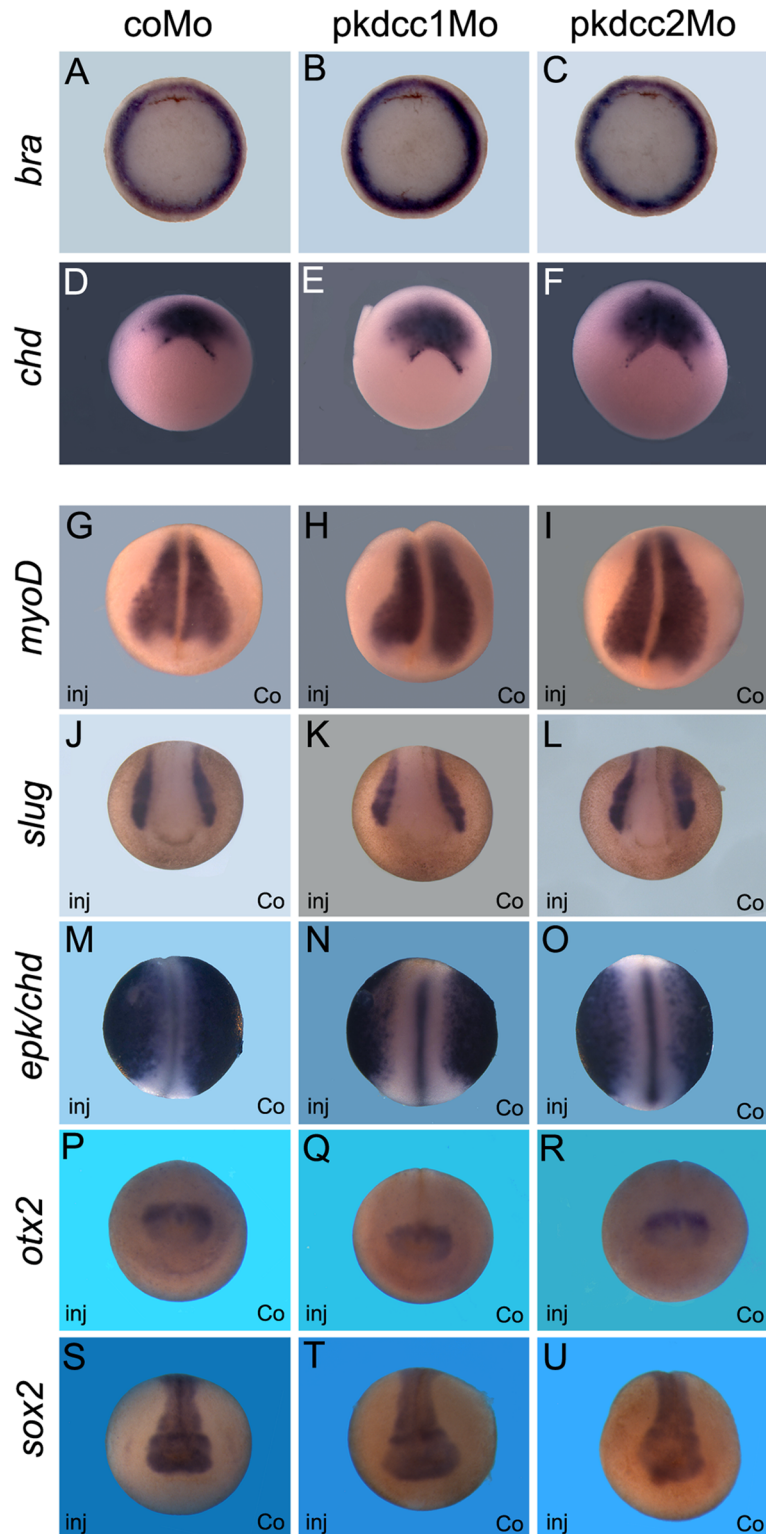 coMo pkdcc1Mo pkdcc2Mo
bra A B C
chd D E F
myoD G H I
inj Co inj Co inj Co
slug J K L
inj Co inj Co inj Co
epk/chd M N O
inj Co inj Co inj Co
otx2 P Q R
inj Co inj Co inj Co
sox2 S T U
inj Co inj Co inj Co